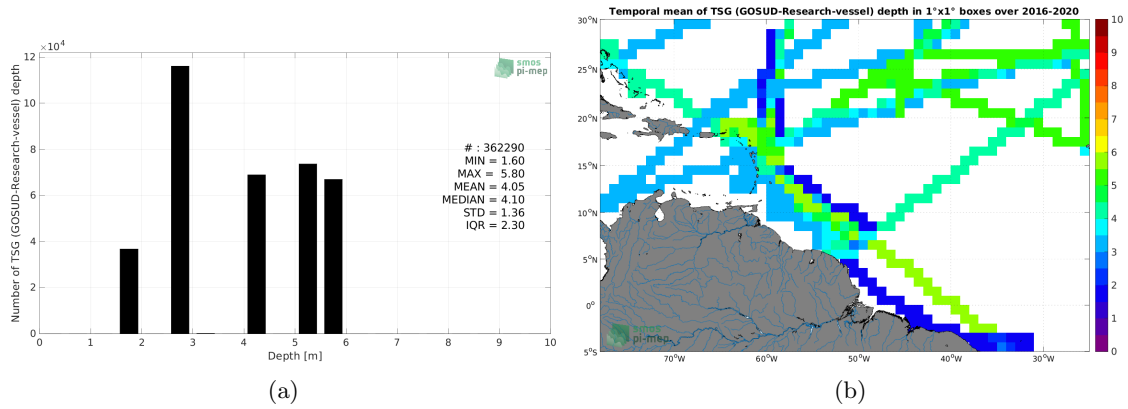 ×10⁴
12
10
8
6
4
2
0
0 1 2 3 4 5 6 7 8 9 10
Depth [m]
Number of TSG (GOSUD-Research-vessel) depth
smos
pi-mep
# : 362290
MIN = 1.60
MAX = 5.80
MEAN = 4.05
MEDIAN = 4.10
STD = 1.36
IQR = 2.30
(a)
Temporal mean of TSG (GOSUD-Research-vessel) depth in 1°x1° boxes over 2016-2020
30°N
25°N
20°N
15°N
10°N
5°N
0°
5°S
70°W 60°W 50°W 40°W 30°W
smos
pi-mep
10
9
8
7
6
5
4
3
2
1
0
(b)